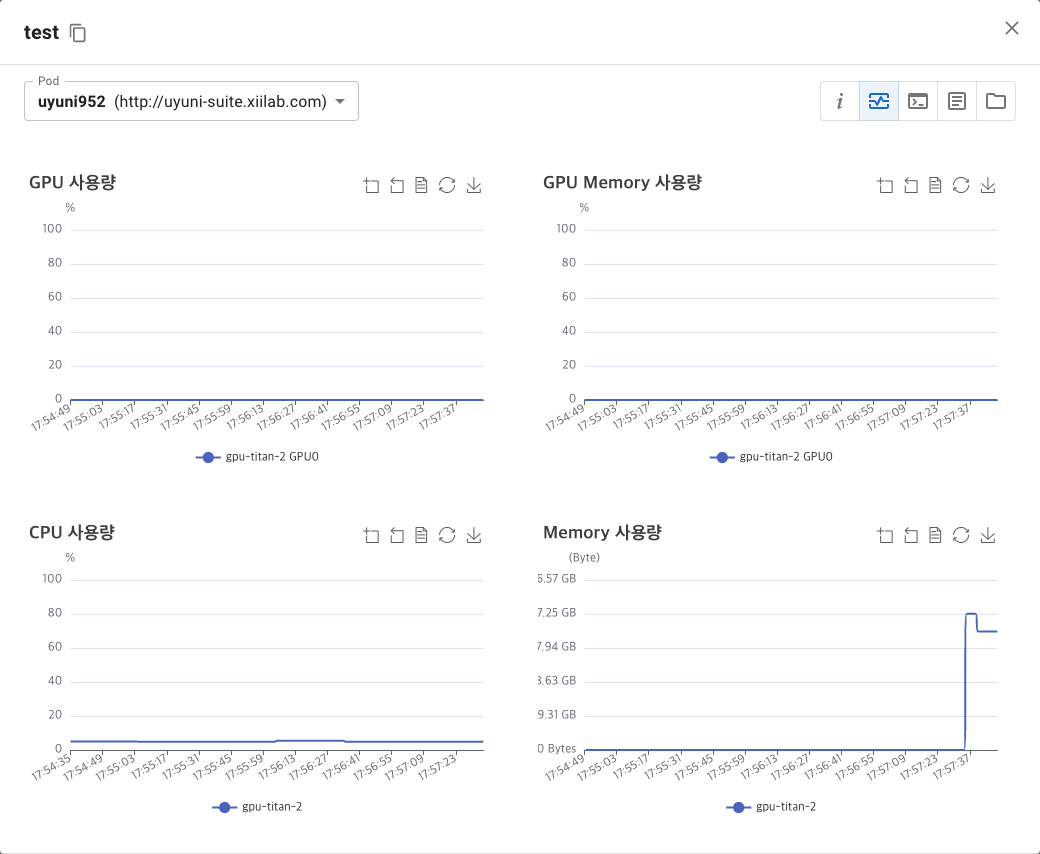 test
Pod
uyuni952 (http://uyuni-suite.xiilab.com)
i
GPU 사용량
%
100
80
60
40
20
0
17:54:49 17:55:03 17:55:17 17:55:31 17:55:45 17:55:59 17:56:13 17:56:27 17:56:41 17:56:55 17:57:09 17:57:23 17:57:37
gpu-titan-2 GPU0
GPU Memory 사용량
%
100
80
60
40
20
0
17:54:49 17:55:03 17:55:17 17:55:31 17:55:45 17:55:59 17:56:13 17:56:27 17:56:41 17:56:55 17:57:09 17:57:23 17:57:37
gpu-titan-2 GPU0
CPU 사용량
%
100
80
60
40
20
0
17:54:35 17:54:49 17:55:03 17:55:17 17:55:31 17:55:45 17:55:59 17:56:13 17:56:27 17:56:41 17:56:55 17:57:09 17:57:23
gpu-titan-2
Memory 사용량
(Byte)
6.57 GB
7.25 GB
7.94 GB
3.63 GB
9.31 GB
0 Bytes
17:54:49 17:55:03 17:55:17 17:55:31 17:55:45 17:55:59 17:56:13 17:56:27 17:56:41 17:56:55 17:57:09 17:57:23 17:57:37
gpu-titan-2